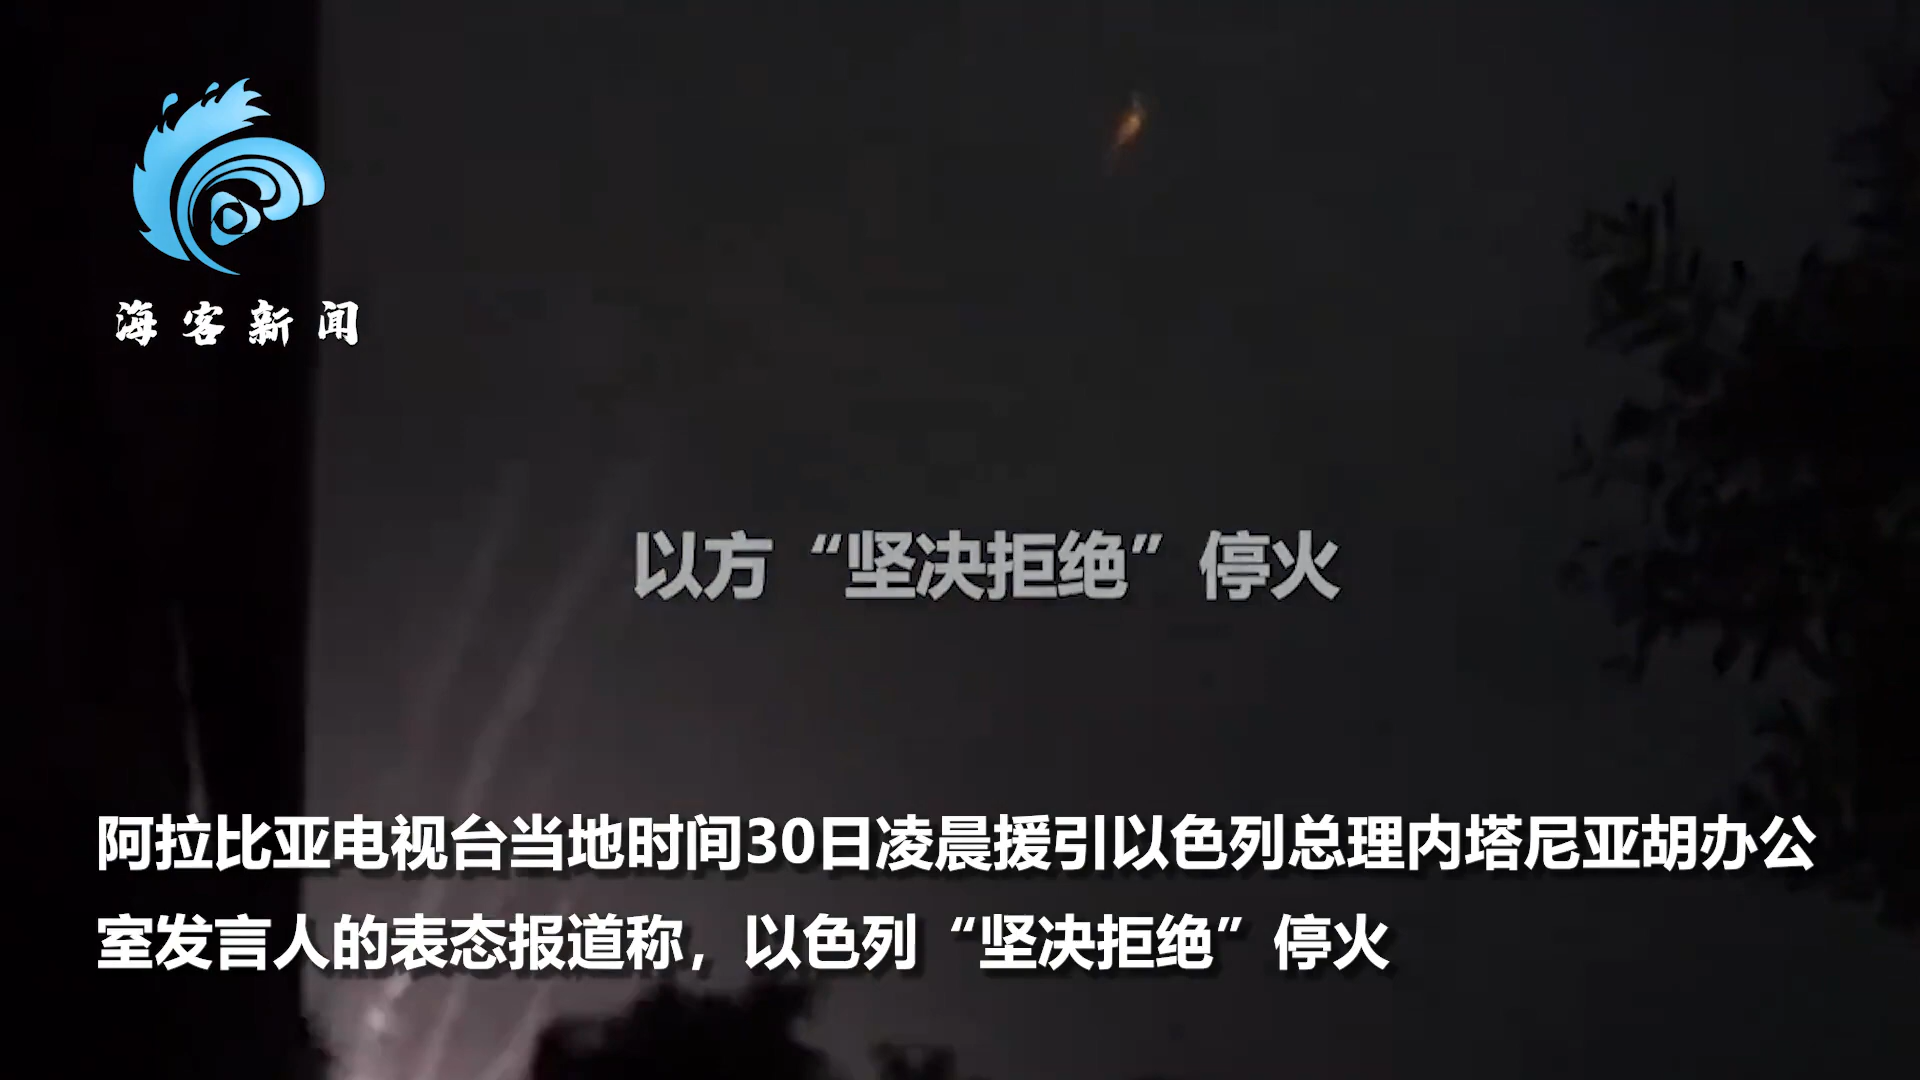 海客新闻
以方“坚决拒绝”停火
阿拉比亚电视台当地时间30日凌晨援引以色列总理内塔尼亚胡办公
室发言人的表态报道称，以色列“坚决拒绝”停火